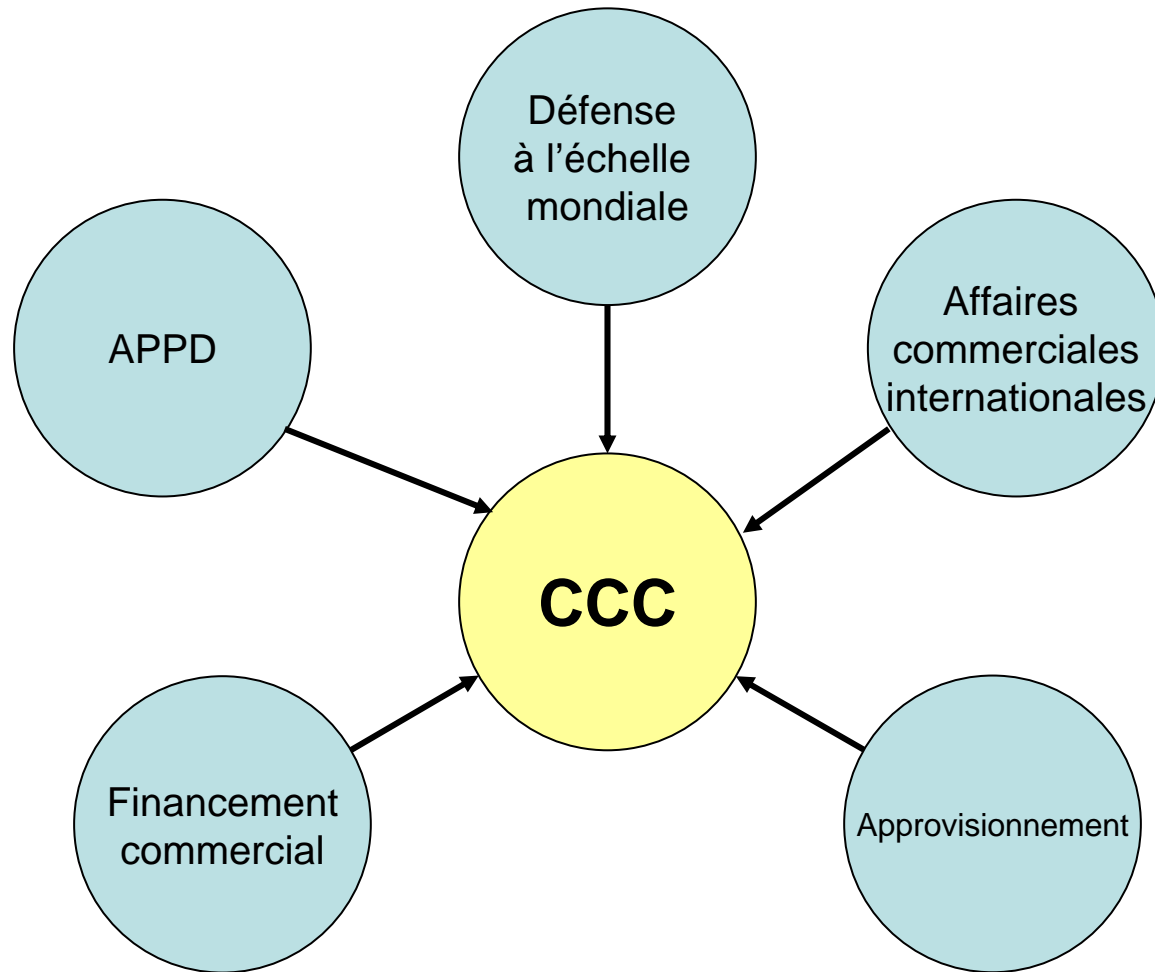 Défense
à l’échelle
mondiale
APPD
Affaires
commerciales
internationales
CCC
Financement
commercial
Approvisionnement